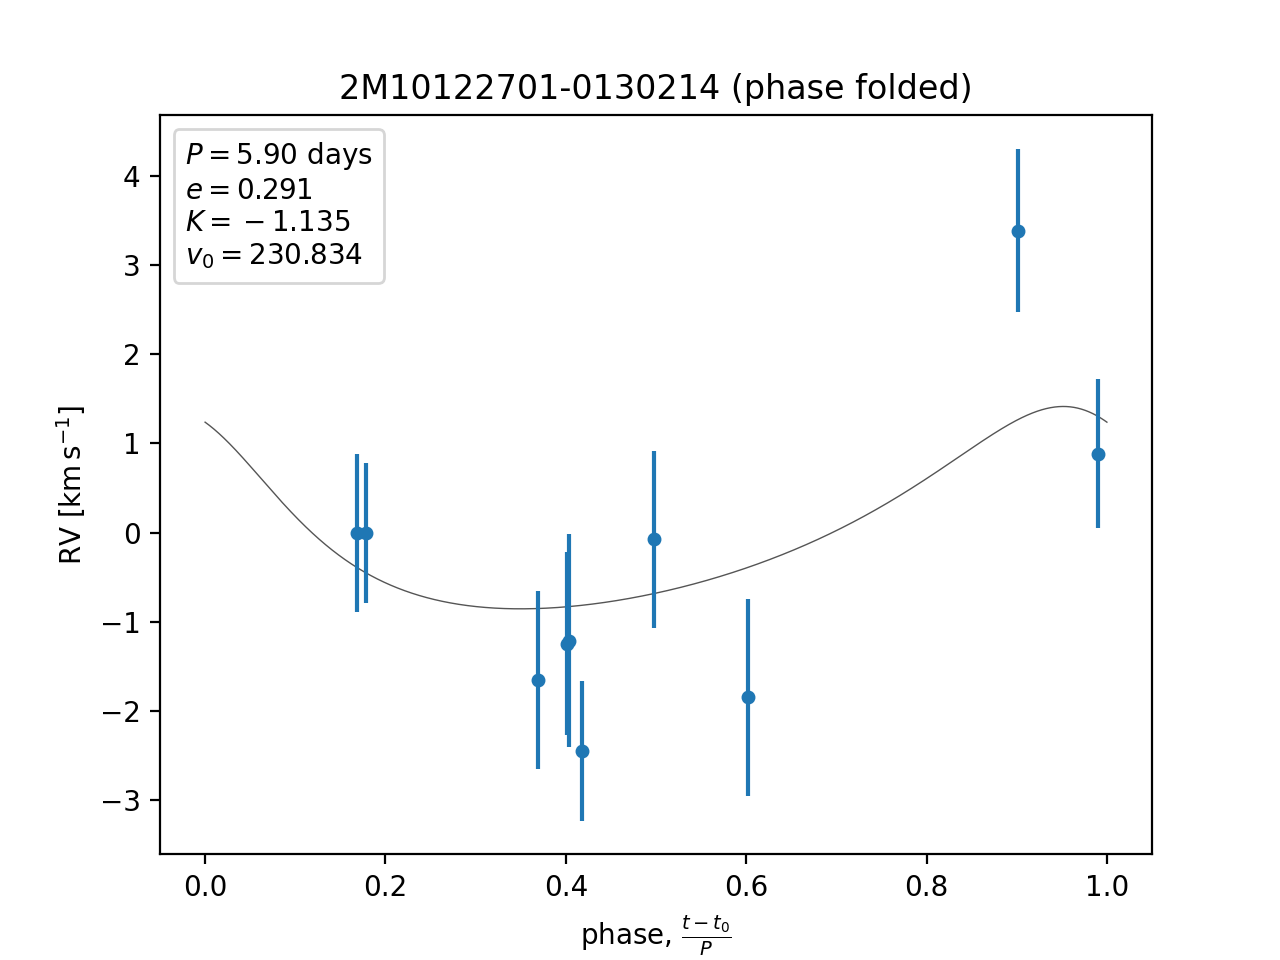 2M10122701-0130214 (phase folded)
P = 5.90 days
e = 0.291
K = −1.135
v₀ = 230.834
4
3
2
1
0
−1
−2
−3
RV [km s⁻¹]
0.0 0.2 0.4 0.6 0.8 1.0
phase, (t − t₀)/P